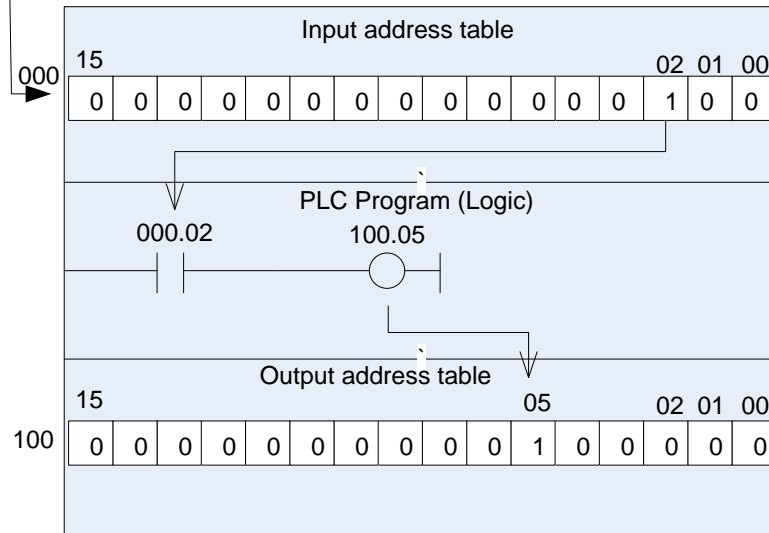 Input address table
15 02 01 00
000 0 0 0 0 0 0 0 0 0 0 0 0 0 1 0 0
`
PLC Program (Logic)
000.02 100.05
`
Output address table
15 05 02 01 00
100 0 0 0 0 0 0 0 0 0 0 1 0 0 0 0 0